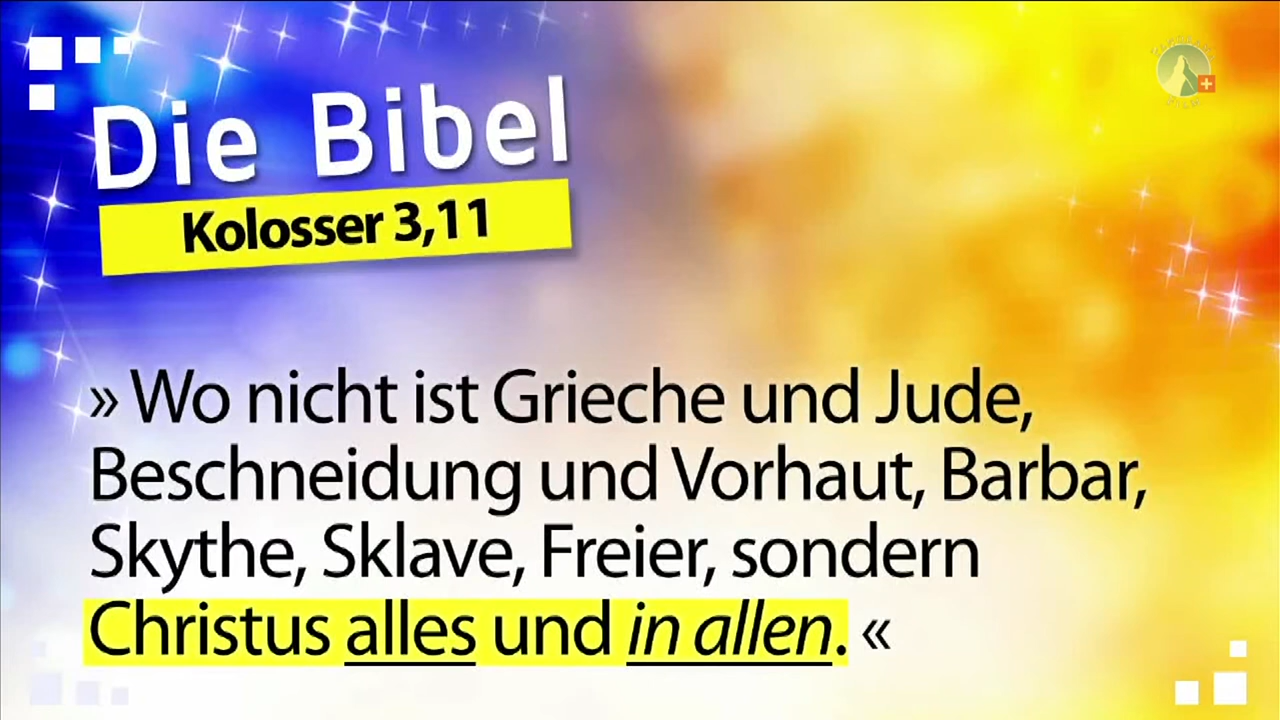 Die Bibel
Kolosser 3,11
» Wo nicht ist Grieche und Jude,
Beschneidung und Vorhaut, Barbar,
Skythe, Sklave, Freier, sondern
Christus alles und in allen. «